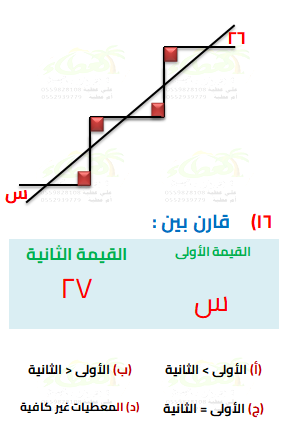 ٢٦
س
١٦) قارن بين :
القيمة الأولى القيمة الثانية
س ٢٧
(أ) الأولى > الثانية (ب) الأولى < الثانية
(ج) الأولى = الثانية (د) المعطيات غير كافية